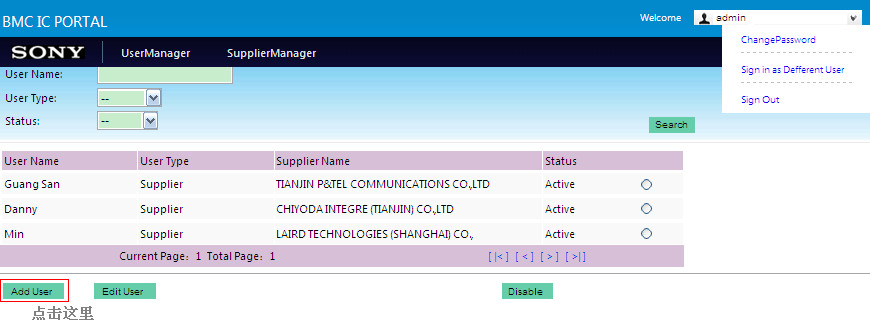 BMC IC PORTAL
Welcome admin
SONY UserManager SupplierManager
ChangePassword
Sign in as Defferent User
Sign Out
User Name:
User Type: --
Status: --
Search
User Name User Type Supplier Name Status
Guang San Supplier TIANJIN P&TEL COMMUNICATIONS CO.,LTD Active
Danny Supplier CHIYODA INTEGRE (TIANJIN) CO.,LTD Active
Min Supplier LAIRD TECHNOLOGIES (SHANGHAI) CO.,
Active
Current Page: 1 Total Page: 1 [ |< ] [ < ] [ > ] [ >| ]
Add User Edit User Disable
点击这里